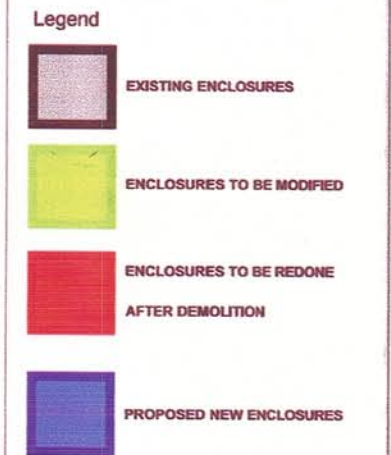 Legend
EXISTING ENCLOSURES
ENCLOSURES TO BE MODIFIED
ENCLOSURES TO BE REDONE
AFTER DEMOLITION
PROPOSED NEW ENCLOSURES